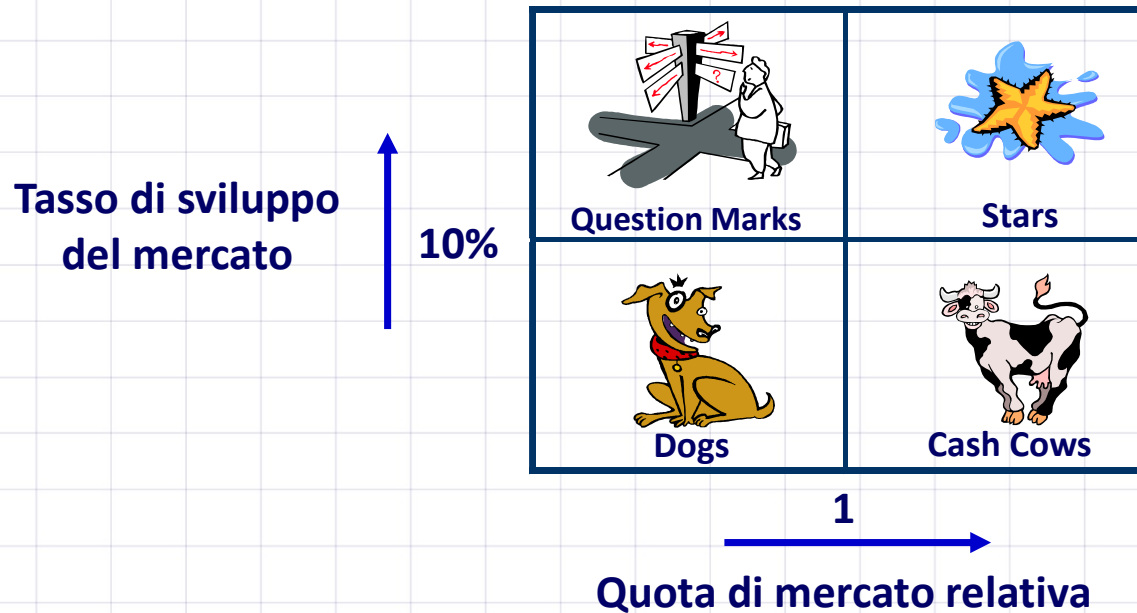 Tasso di sviluppo
del mercato
10%
?
Question Marks
Stars
Dogs
Cash Cows
1
Quota di mercato relativa